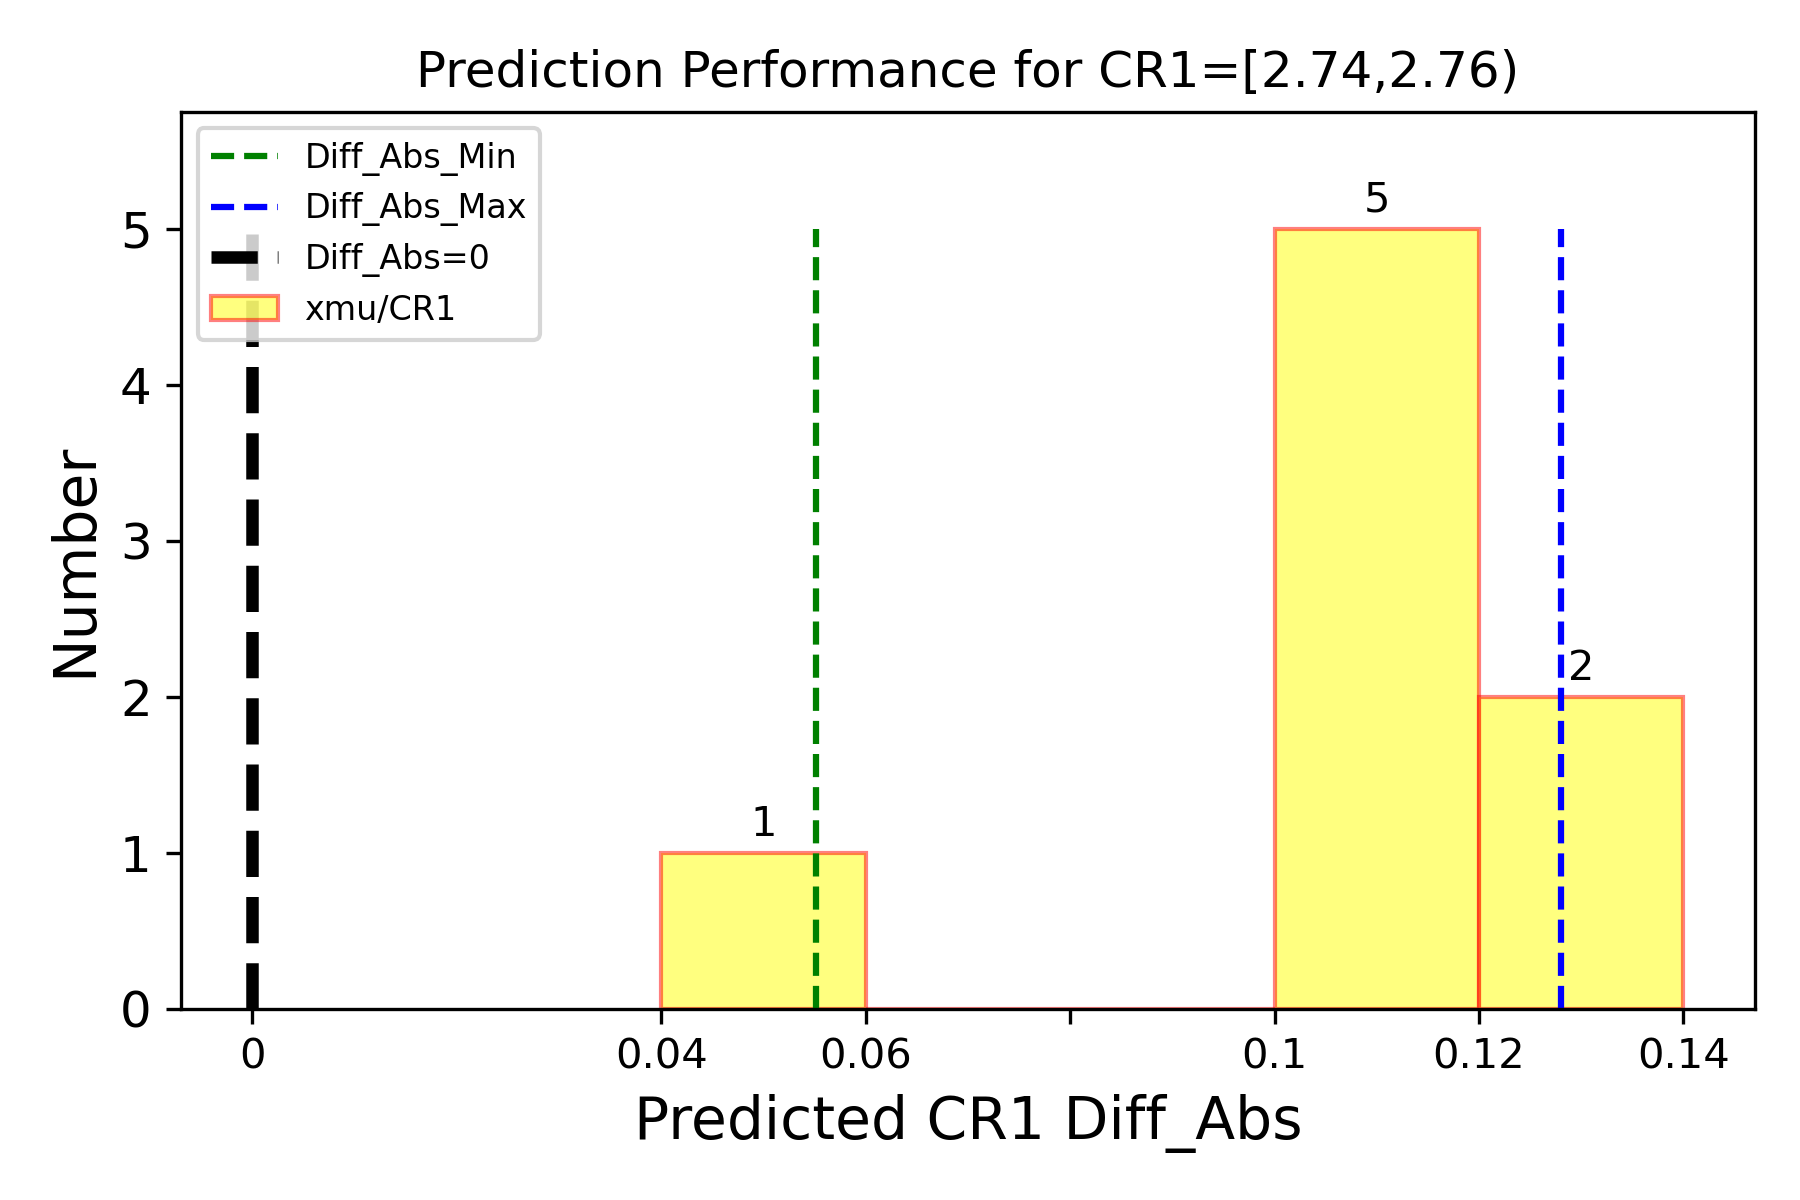 Prediction Performance for CR1=[2.74,2.76)
Diff_Abs_Min
Diff_Abs_Max
Diff_Abs=0
xmu/CR1
5
2
1
Number
5
4
3
2
1
0
0 0.04 0.06 0.1 0.12 0.14
Predicted CR1 Diff_Abs